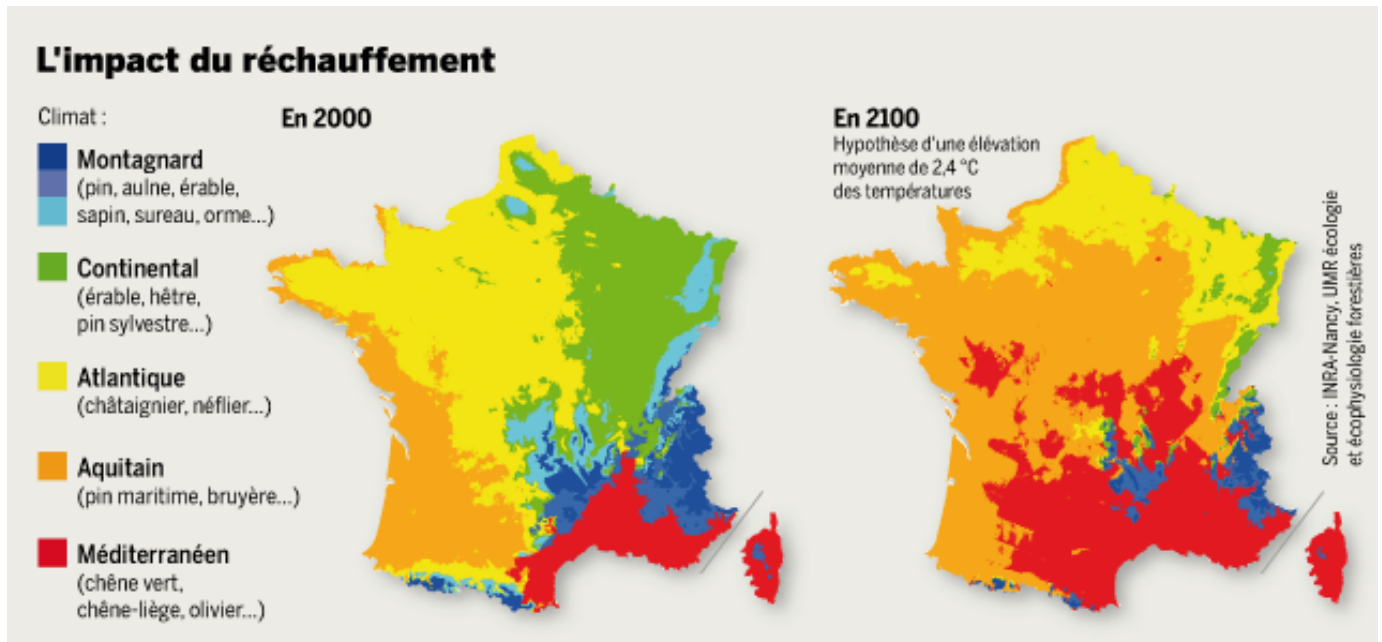 L'impact du réchauffement
Climat :
Montagnard
(pin, aulne, érable,
sapin, sureau, orme...)
Continental
(érable, hêtre,
pin sylvestre...)
Atlantique
(châtaignier, néflier...)
Aquitain
(pin maritime, bruyère...)
Méditerranéen
(chêne vert,
chêne-liège, olivier...)
En 2000
En 2100
Hypothèse d'une élévation
moyenne de 2,4 °C
des températures
Source : INRA-Nancy, UMR écologie
et écophysiologie forestières